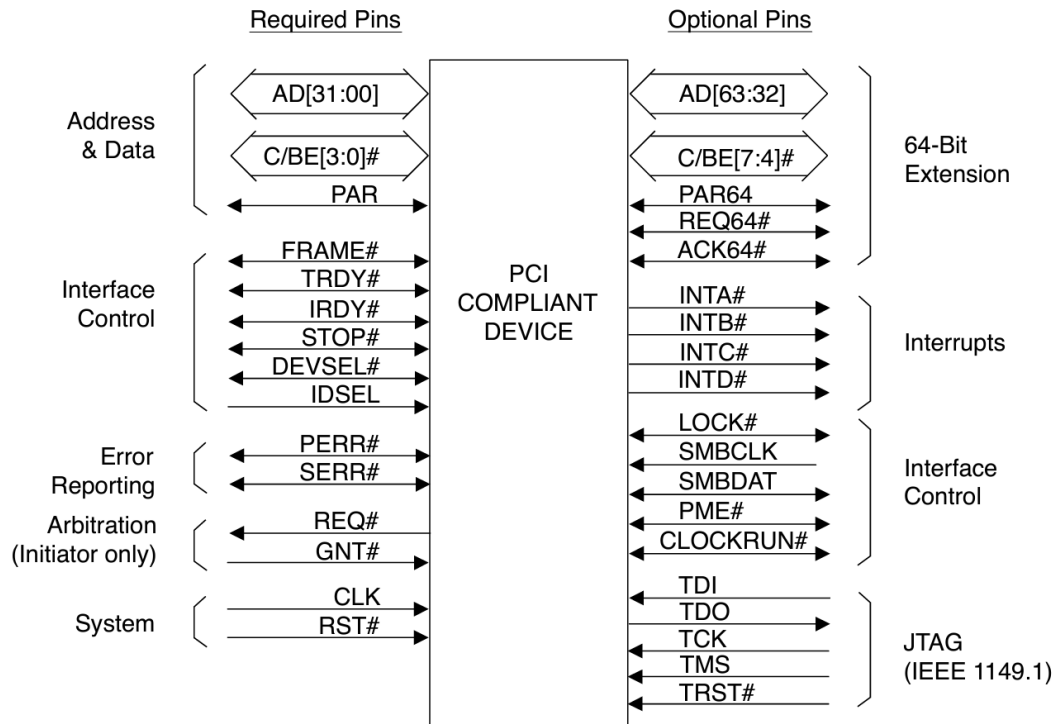 Required Pins
Optional Pins
Address
& Data
AD[31:00]
C/BE[3:0]#
PAR
Interface
Control
FRAME#
TRDY#
IRDY#
STOP#
DEVSEL#
IDSEL
Error
Reporting
PERR#
SERR#
Arbitration
(Initiator only)
REQ#
GNT#
System
CLK
RST#
PCI
COMPLIANT
DEVICE
AD[63:32]
C/BE[7:4]#
PAR64
REQ64#
ACK64#
64-Bit
Extension
INTA#
INTB#
INTC#
INTD#
Interrupts
LOCK#
SMBCLK
SMBDAT
PME#
CLOCKRUN#
Interface
Control
TDI
TDO
TCK
TMS
TRST#
JTAG
(IEEE 1149.1)